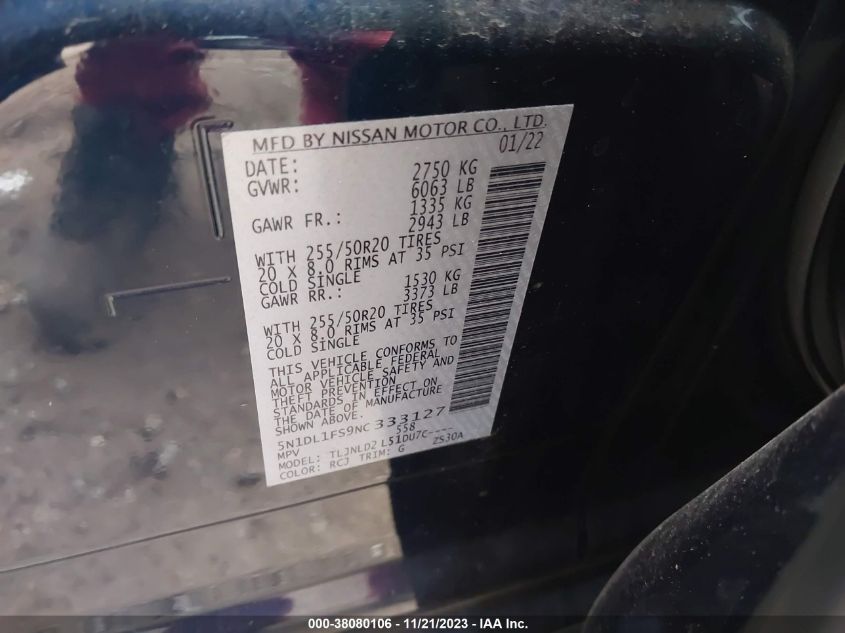 MFD BY NISSAN MOTOR CO., LTD.
DATE: 01/22
GVWR: 2750 KG
6063 LB
GAWR FR.: 1335 KG
2943 LB
WITH 255/50R20 TIRES
20 X 8.0 RIMS AT 35 PSI
COLD SINGLE
GAWR RR.: 1530 KG
3373 LB
WITH 255/50R20 TIRES
20 X 8.0 RIMS AT 35 PSI
COLD SINGLE
THIS VEHICLE CONFORMS TO
ALL APPLICABLE FEDERAL
MOTOR VEHICLE SAFETY AND
THEFT PREVENTION
STANDARDS IN EFFECT ON
THE DATE OF MANUFACTURE
SHOWN ABOVE.
5N1DL1FS9NC333127
MPV 558
MODEL: TLJNLD2 L51DU7C----
COLOR: RCJ TRIM: G ZS30A
000-38080106 - 11/21/2023 - IAA Inc.